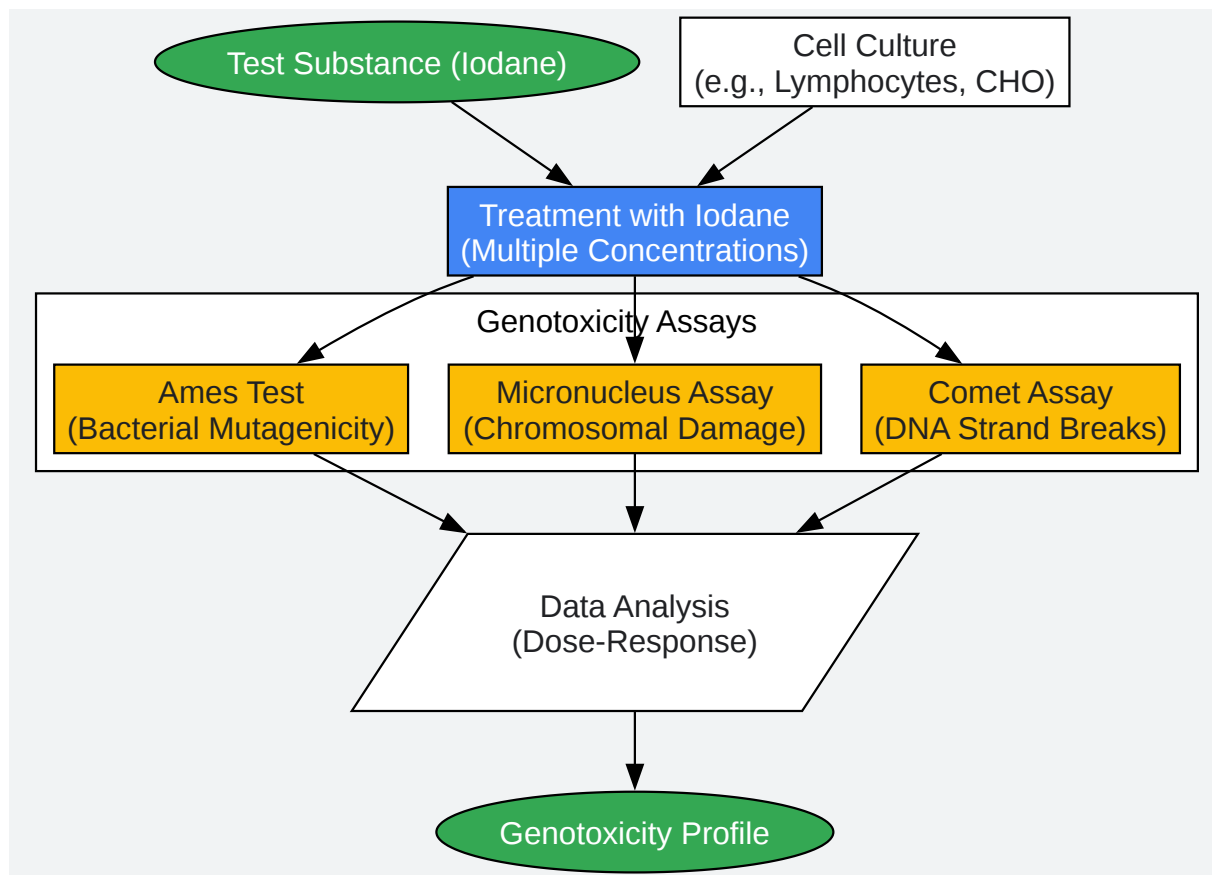 Test Substance (Iodane)
Cell Culture
(e.g., Lymphocytes, CHO)
Treatment with Iodane
(Multiple Concentrations)
Genotoxicity Assays
Ames Test
(Bacterial Mutagenicity)
Micronucleus Assay
(Chromosomal Damage)
Comet Assay
(DNA Strand Breaks)
Data Analysis
(Dose-Response)
Genotoxicity Profile